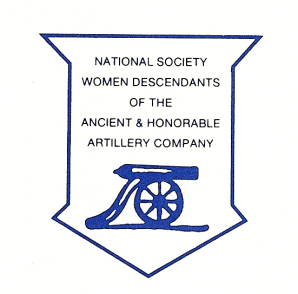 NATIONAL SOCIETY
WOMEN DESCENDANTS
OF THE
ANCIENT & HONORABLE
ARTILLERY COMPANY